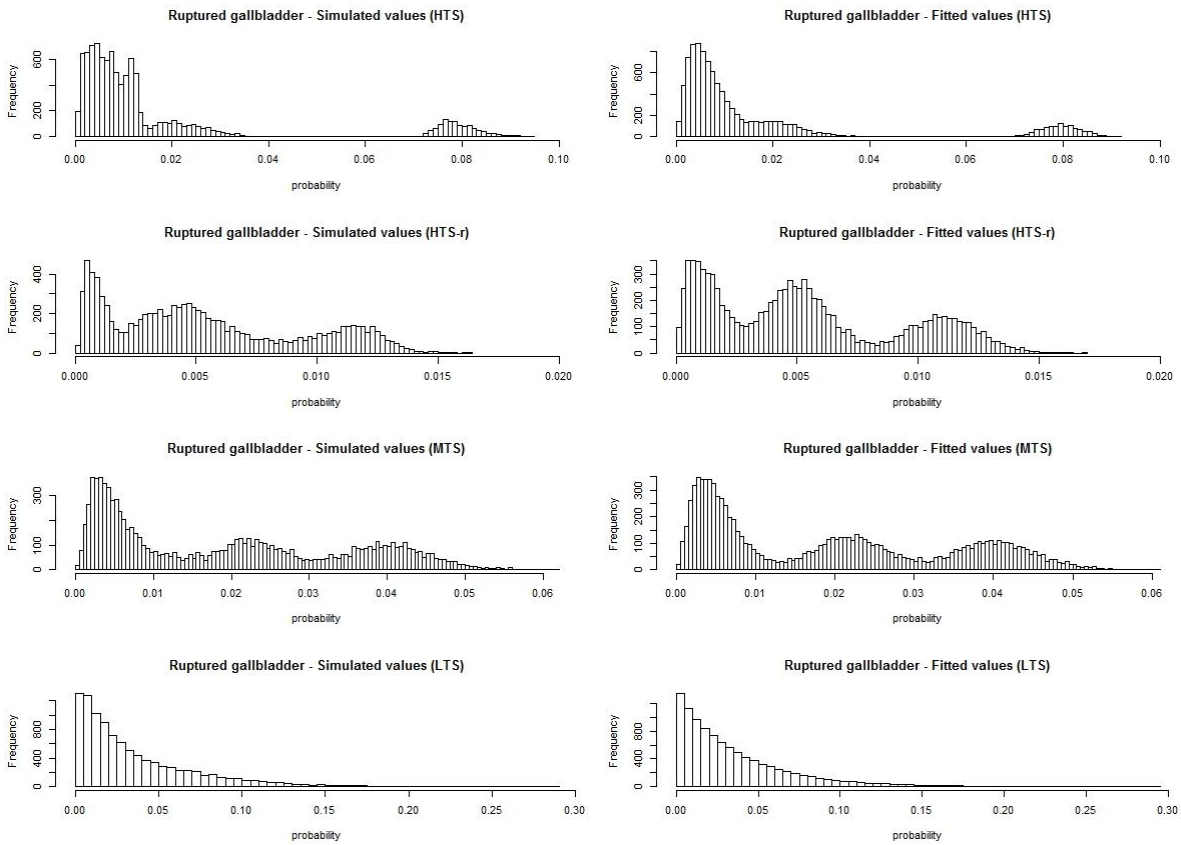 Ruptured gallbladder - Simulated values (HTS)
Frequency
600
200
0
0.00 0.02 0.04 0.06 0.08 0.10
probability
Ruptured gallbladder - Fitted values (HTS)
Frequency
600
200
0
0.00 0.02 0.04 0.06 0.08 0.10
probability
Ruptured gallbladder - Simulated values (HTS-r)
Frequency
400
200
0
0.000 0.005 0.010 0.015 0.020
probability
Ruptured gallbladder - Fitted values (HTS-r)
Frequency
300
200
100
0
0.000 0.005 0.010 0.015 0.020
probability
Ruptured gallbladder - Simulated values (MTS)
Frequency
300
100
0
0.00 0.01 0.02 0.03 0.04 0.05 0.06
probability
Ruptured gallbladder - Fitted values (MTS)
Frequency
300
200
100
0
0.00 0.01 0.02 0.03 0.04 0.05 0.06
probability
Ruptured gallbladder - Simulated values (LTS)
Frequency
800
400
0
0.00 0.05 0.10 0.15 0.20 0.25 0.30
probability
Ruptured gallbladder - Fitted values (LTS)
Frequency
800
400
0
0.00 0.05 0.10 0.15 0.20 0.25 0.30
probability